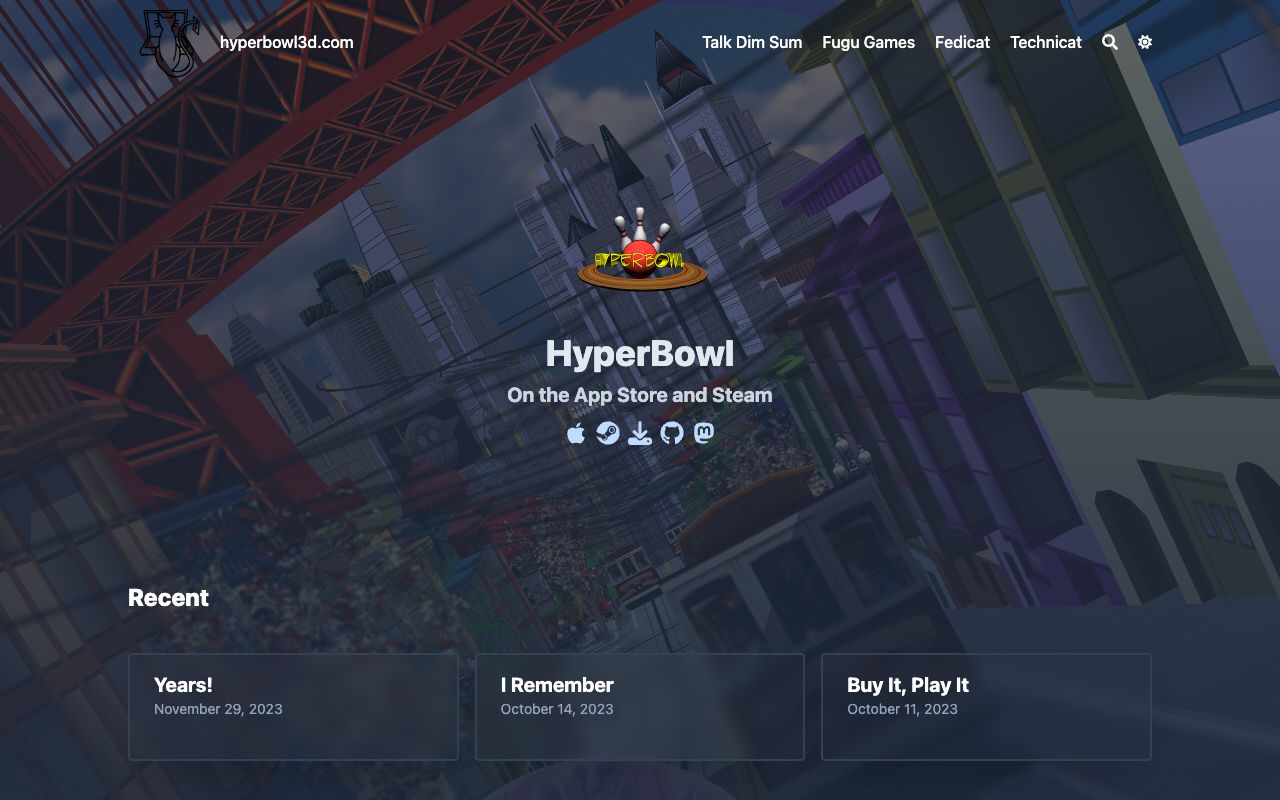 hyperbowl3d.com
Talk Dim Sum Fugu Games Fedicat Technicat
HYPERBOWL
HyperBowl
On the App Store and Steam
Recent
Years!
November 29, 2023
I Remember
October 14, 2023
Buy It, Play It
October 11, 2023